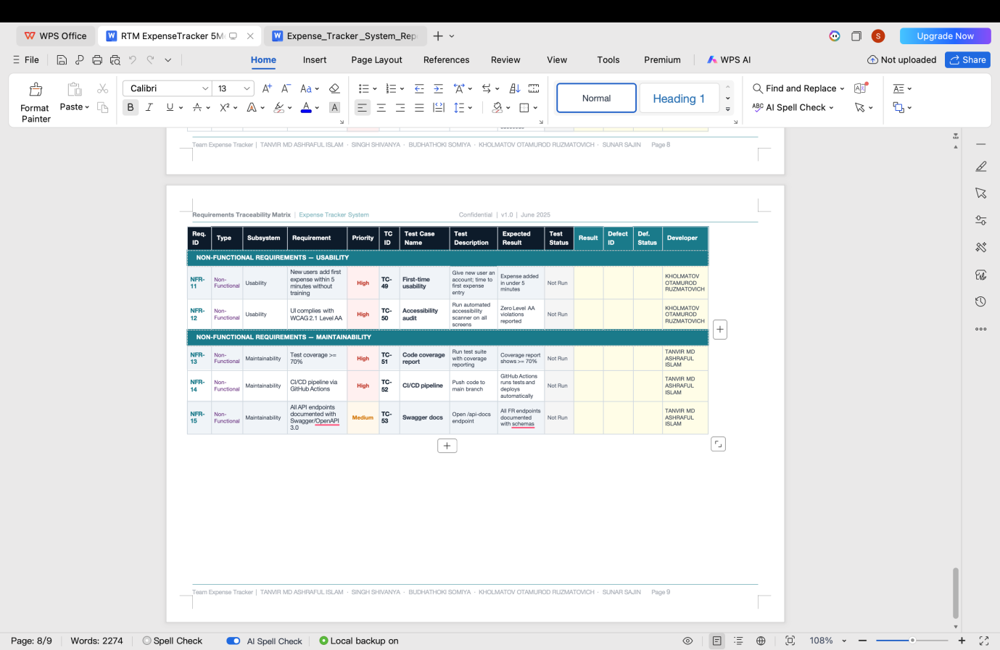 WPS Office
RTM ExpenseTracker 5M
Expense_Tracker_System_Rep
S
Upgrade Now
File
Home Insert Page Layout References Review View Tools Premium WPS AI
Not uploaded
Share
Format Painter
Paste
Calibri
13
Normal
Heading 1
Find and Replace
AI Spell Check
Team Expense Tracker | TANVIR MD ASHRAFUL ISLAM · SINGH SHIVANYA · BUDHATHOKI SOMIYA · KHOLMATOV OTAMUROD RUZMATOVICH · SUNAR SAJIN Page 8
Requirements Traceability Matrix | Expense Tracker System Confidential | v1.0 | June 2025
Req. ID Type Subsystem Requirement Priority TC ID Test Case Name Test Description Expected Result Test Status Result Defect ID Def. Status Developer
NON-FUNCTIONAL REQUIREMENTS — USABILITY
NFR-11 Non-Functional Usability New users add first expense within 5 minutes without training High TC-49 First-time usability Give new user an account; time to first expense entry Expense added in under 5 minutes Not Run KHOLMATOV OTAMUROD RUZMATOVICH
NFR-12 Non-Functional Usability UI complies with WCAG 2.1 Level AA High TC-50 Accessibility audit Run automated accessibility scanner on all screens Zero Level AA violations reported Not Run KHOLMATOV OTAMUROD RUZMATOVICH
NON-FUNCTIONAL REQUIREMENTS — MAINTAINABILITY
NFR-13 Non-Functional Maintainability Test coverage >= 70% High TC-51 Code coverage report Run test suite with coverage reporting Coverage report shows >= 70% Not Run TANVIR MD ASHRAFUL ISLAM
NFR-14 Non-Functional Maintainability CI/CD pipeline via GitHub Actions High TC-52 CI/CD pipeline Push code to main branch GitHub Actions runs tests and deploys automatically Not Run TANVIR MD ASHRAFUL ISLAM
NFR-15 Non-Functional Maintainability All API endpoints documented with Swagger/OpenAPI 3.0 Medium TC-53 Swagger docs Open /api-docs endpoint All FR endpoints documented with schemas Not Run TANVIR MD ASHRAFUL ISLAM
Team Expense Tracker | TANVIR MD ASHRAFUL ISLAM · SINGH SHIVANYA · BUDHATHOKI SOMIYA · KHOLMATOV OTAMUROD RUZMATOVICH · SUNAR SAJIN Page 9
Page: 8/9 Words: 2274 Spell Check AI Spell Check Local backup on 108%